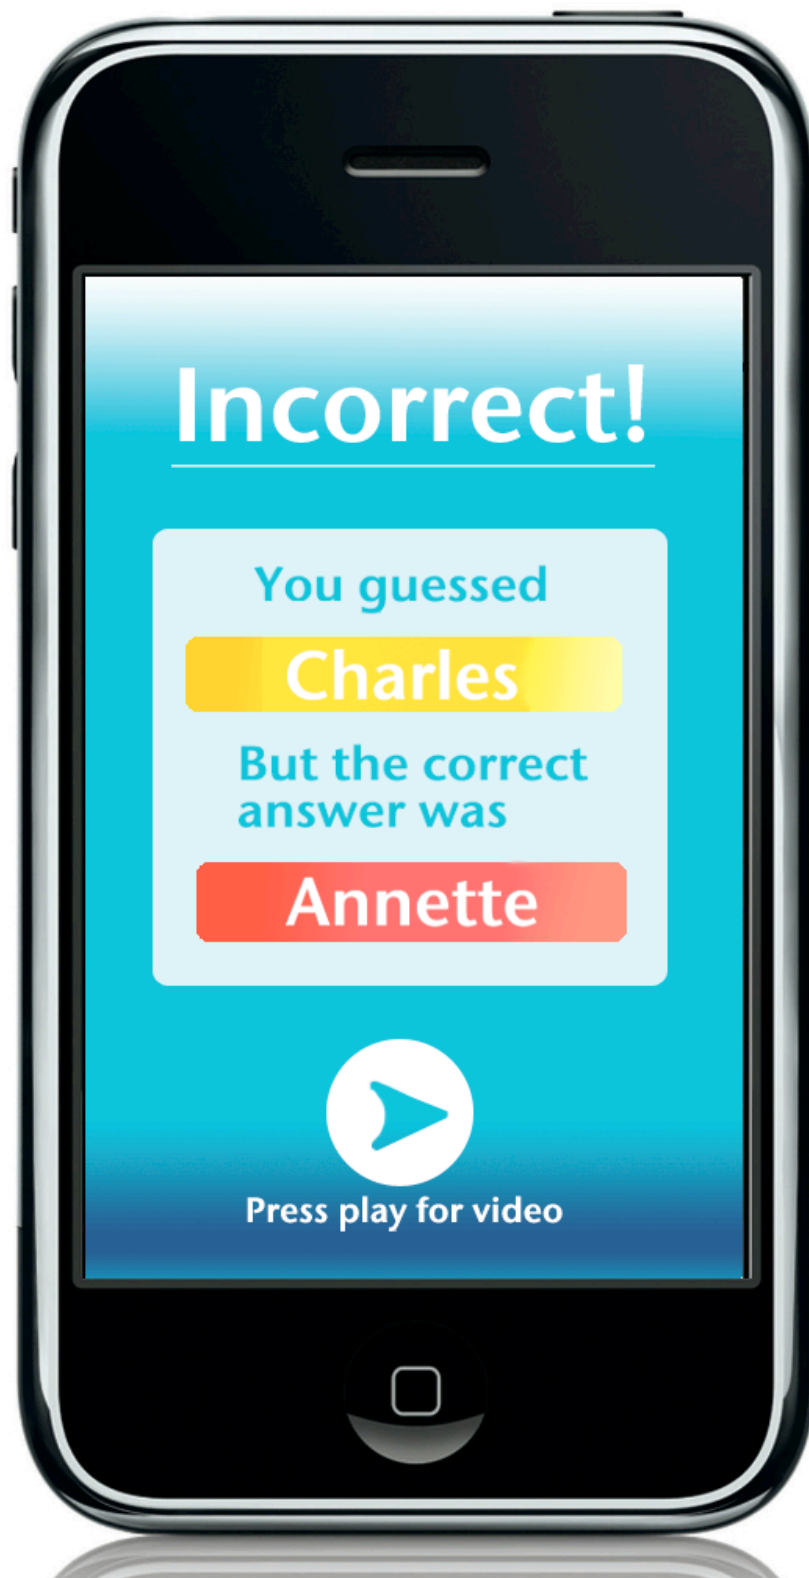 Incorrect!
You guessed
Charles
But the correct
answer was
Annette
Press play for video